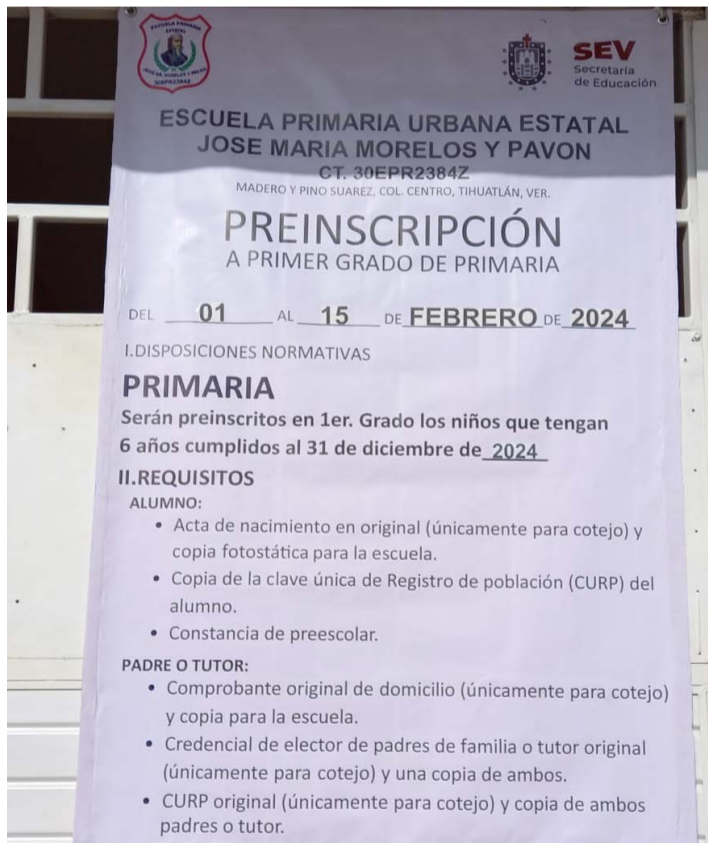 ESCUELA PRIMARIA
ESTATAL
SEV
Secretaría
de Educación
ESCUELA PRIMARIA URBANA ESTATAL
JOSE MARIA MORELOS Y PAVON
CT. 30EPR2384Z
MADERO Y PINO SUAREZ, COL. CENTRO, TIHUATLÁN, VER.
PREINSCRIPCIÓN
A PRIMER GRADO DE PRIMARIA
DEL 01 AL 15 DE FEBRERO DE 2024
I.DISPOSICIONES NORMATIVAS
PRIMARIA
Serán preinscritos en 1er. Grado los niños que tengan
6 años cumplidos al 31 de diciembre de 2024
II.REQUISITOS
ALUMNO:
• Acta de nacimiento en original (únicamente para cotejo) y
copia fotostática para la escuela.
• Copia de la clave única de Registro de población (CURP) del
alumno.
• Constancia de preescolar.
PADRE O TUTOR:
• Comprobante original de domicilio (únicamente para cotejo)
y copia para la escuela.
• Credencial de elector de padres de familia o tutor original
(únicamente para cotejo) y una copia de ambos.
• CURP original (únicamente para cotejo) y copia de ambos
padres o tutor.